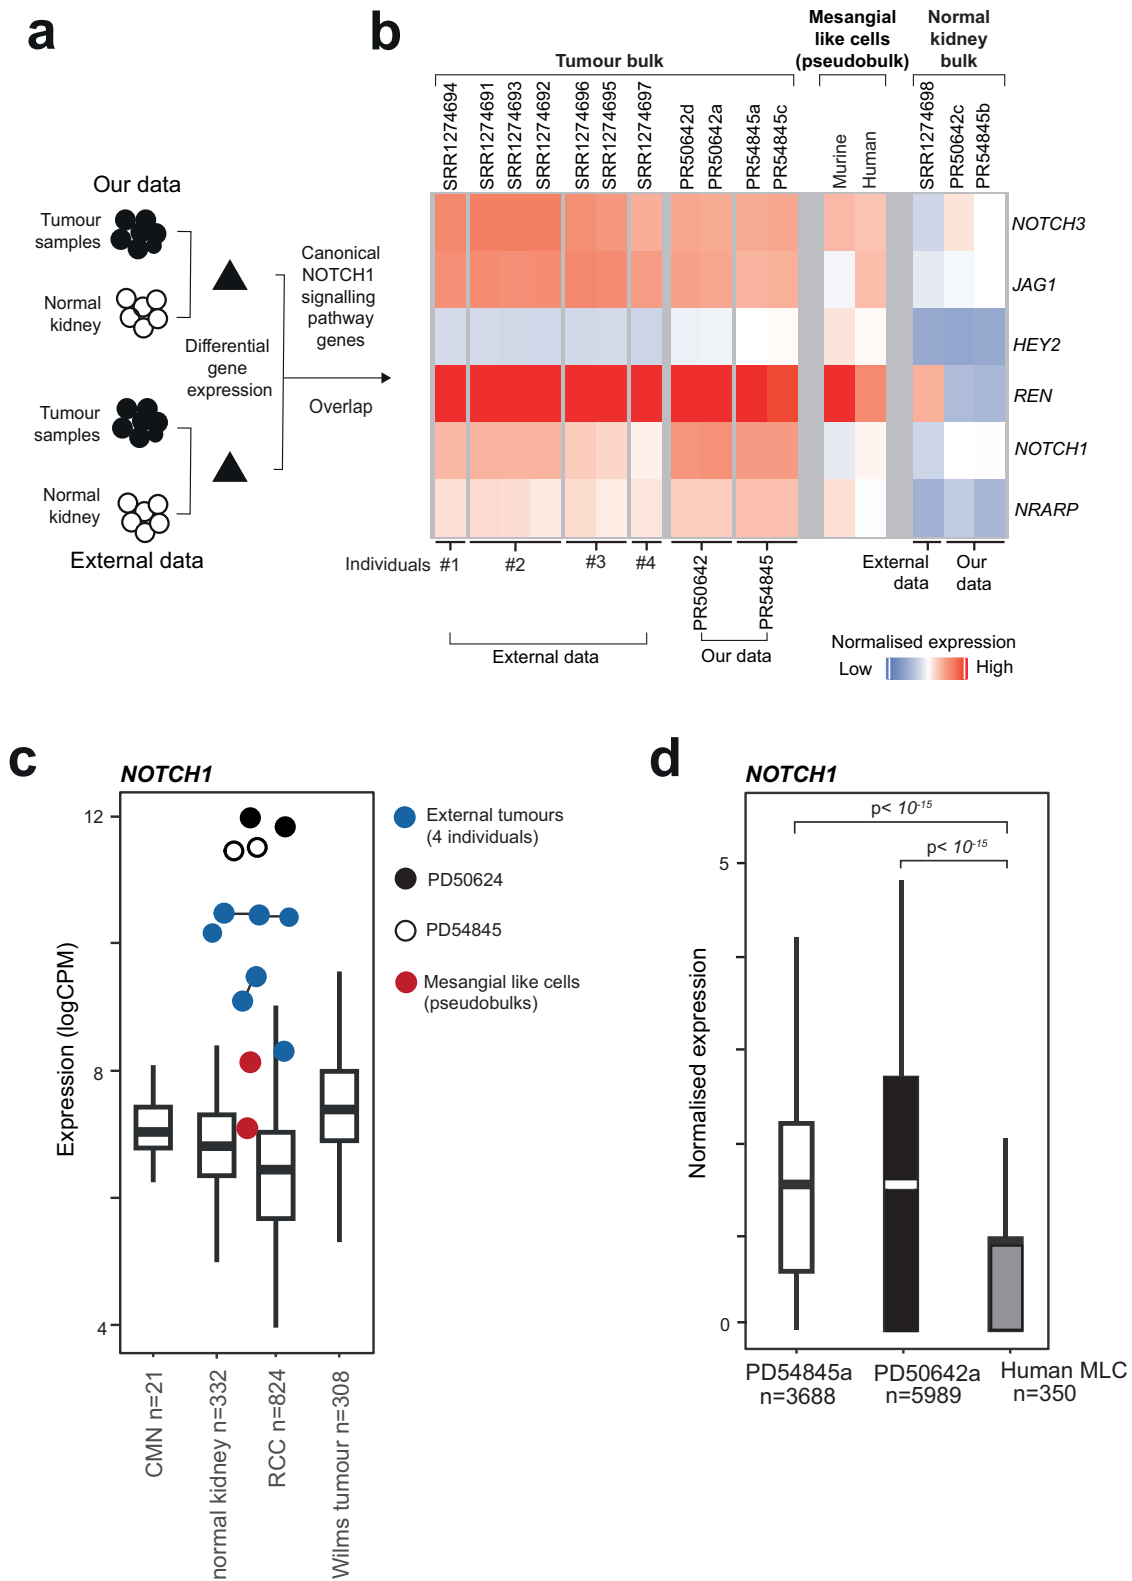 a
Our data
Tumour
samples
Normal
kidney
Differential
gene
expression
Tumour
samples
Normal
kidney
External data
Canonical
NOTCH1
signalling
pathway
genes
Overlap
b
Tumour bulk
Mesangial
like cells
(pseudobulk)
Normal
kidney
bulk
SRR1274694
SRR1274691
SRR1274693
SRR1274692
SRR1274696
SRR1274695
SRR1274697
PR50642d
PR50642a
PR54845a
PR54845c
Murine
Human
SRR1274698
PR50642c
PR54845b
NOTCH3
JAG1
HEY2
REN
NOTCH1
NRARP
Individuals #1 #2 #3 #4
PR50642
PR54845
External data
Our data
External
data
Our
data
Normalised expression
Low High
c
NOTCH1
Expression (logCPM)
12
8
4
CMN n=21
normal kidney n=332
RCC n=824
Wilms tumour n=308
External tumours
(4 individuals)
PD50624
PD54845
Mesangial like cells
(pseudobulks)
d
NOTCH1
p< 10⁻¹⁵
p< 10⁻¹⁵
Normalised expression
5
0
PD54845a
n=3688
PD50642a
n=5989
Human MLC
n=350